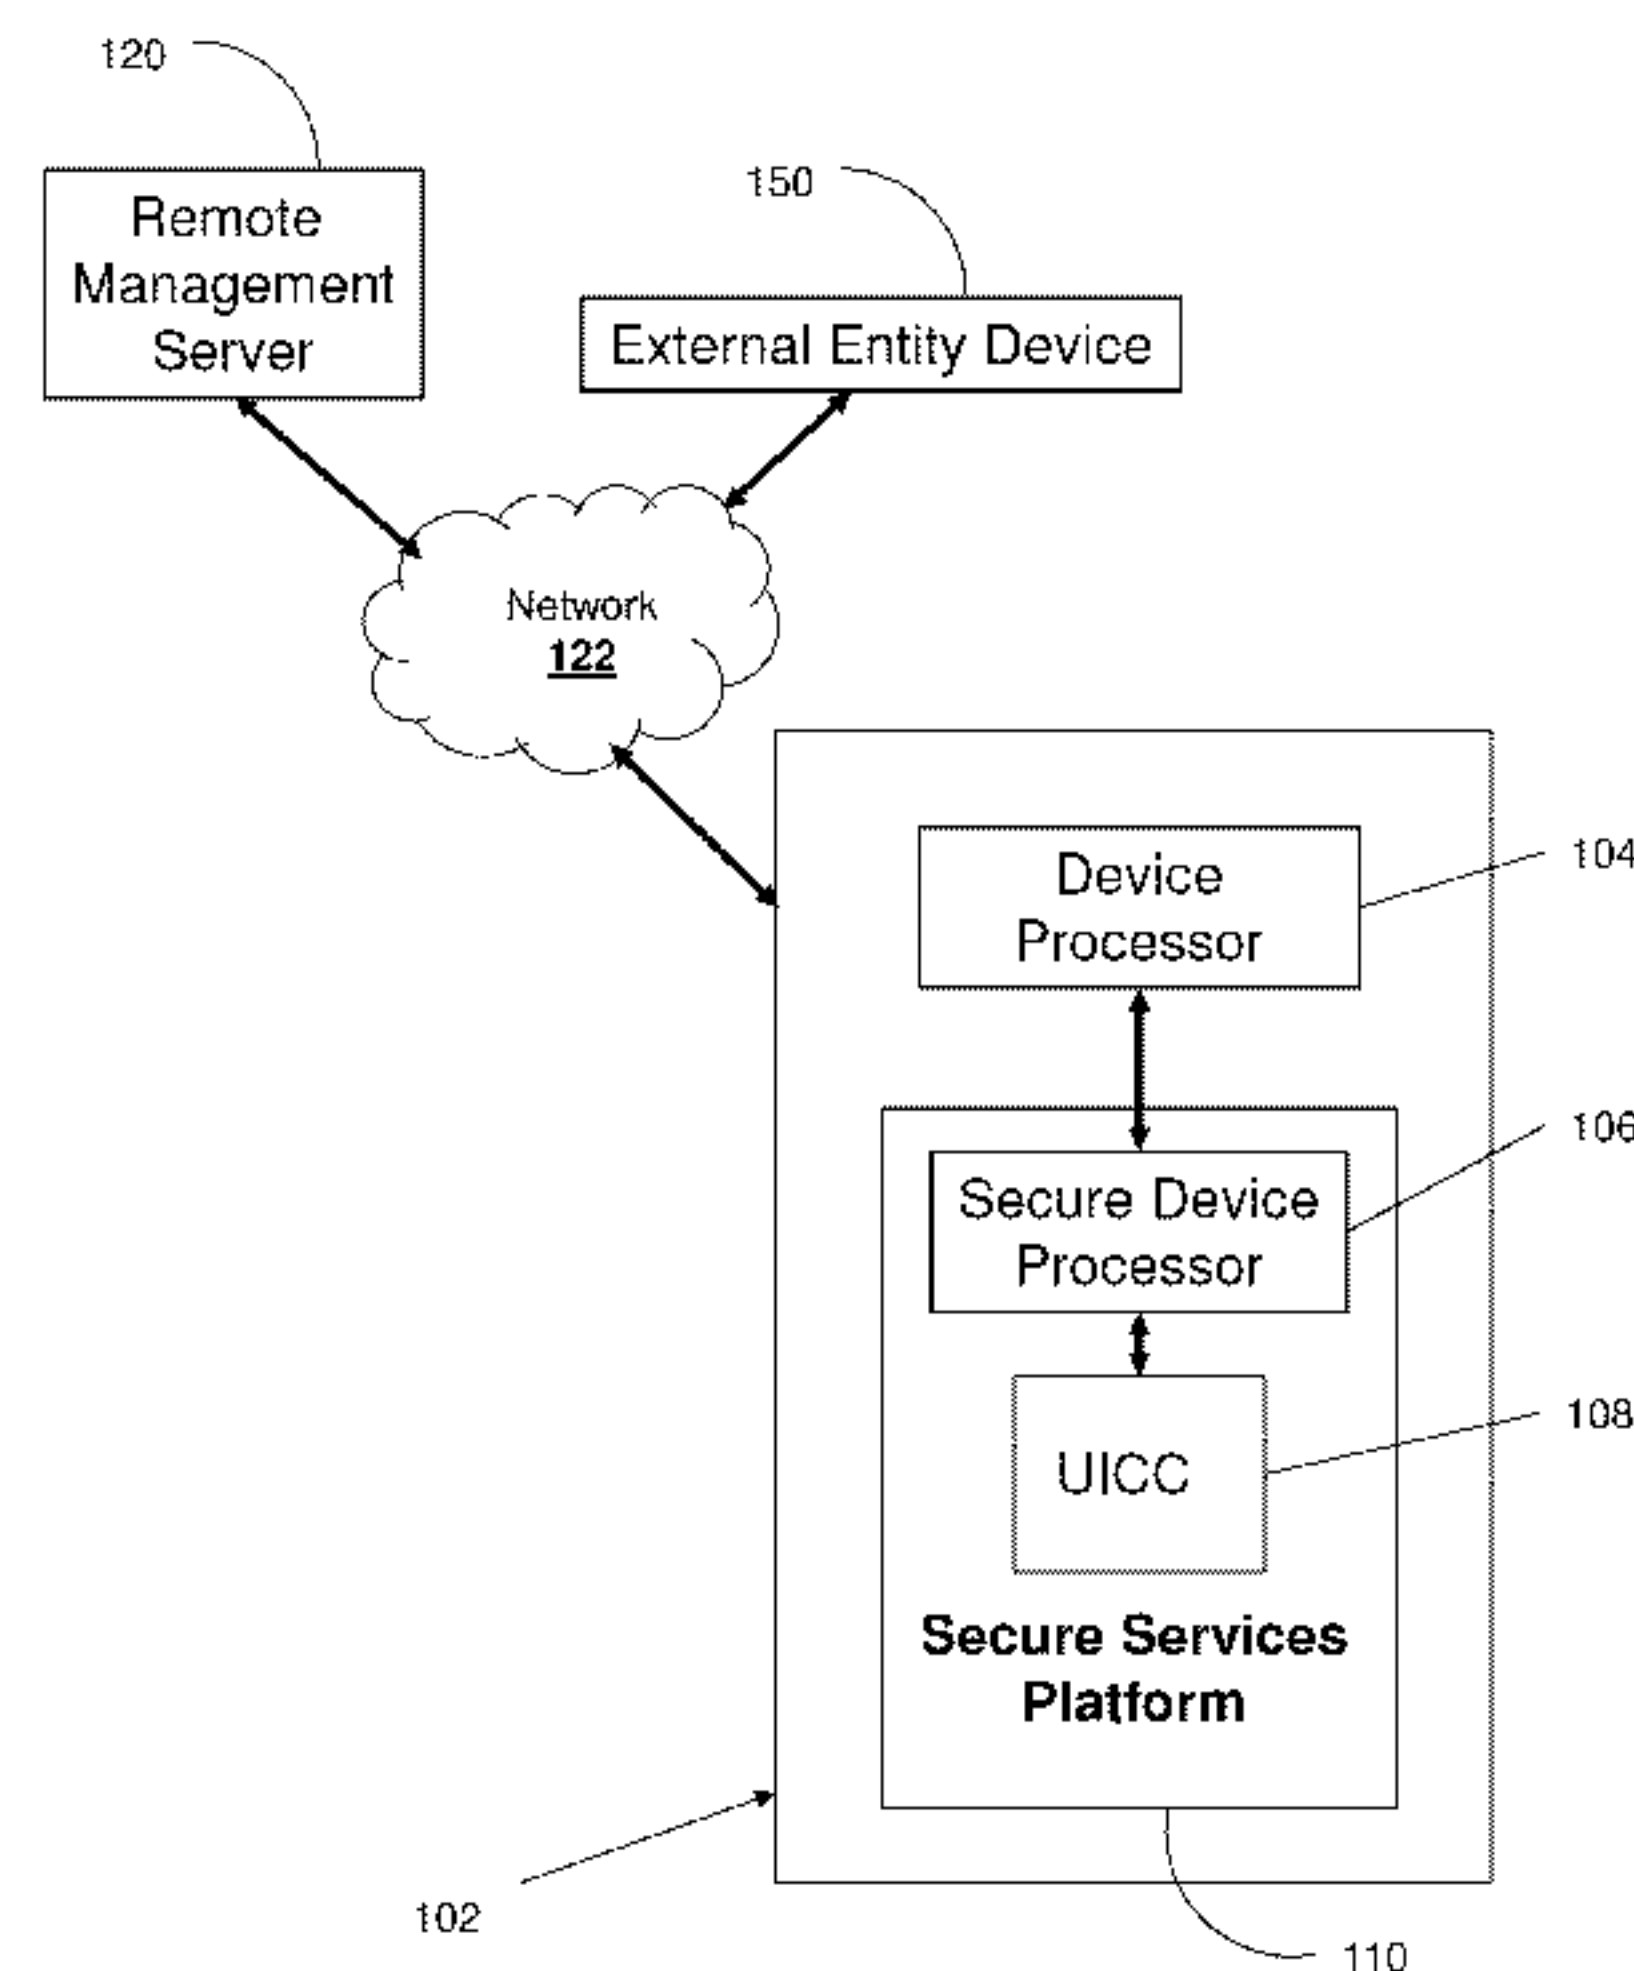 120
Remote
Management
Server
150
External Entity Device
Network
122
Device
Processor
104
Secure Device
Processor
106
UICC
108
Secure Services
Platform
102
110